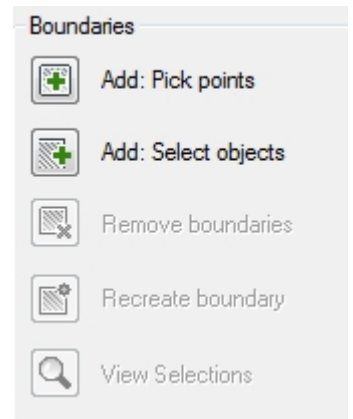 Boundaries
Add: Pick points
Add: Select objects
Remove boundaries
Recreate boundary
View Selections